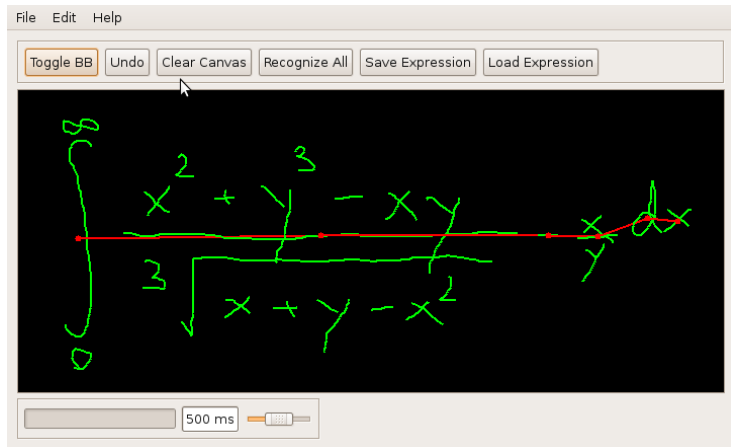 File Edit Help
Toggle BB Undo Clear Canvas Recognize All Save Expression Load Expression
∫₀^∞ (x² + y³ − xy)/(3√(x + y − x²)) − x/y dx
500 ms